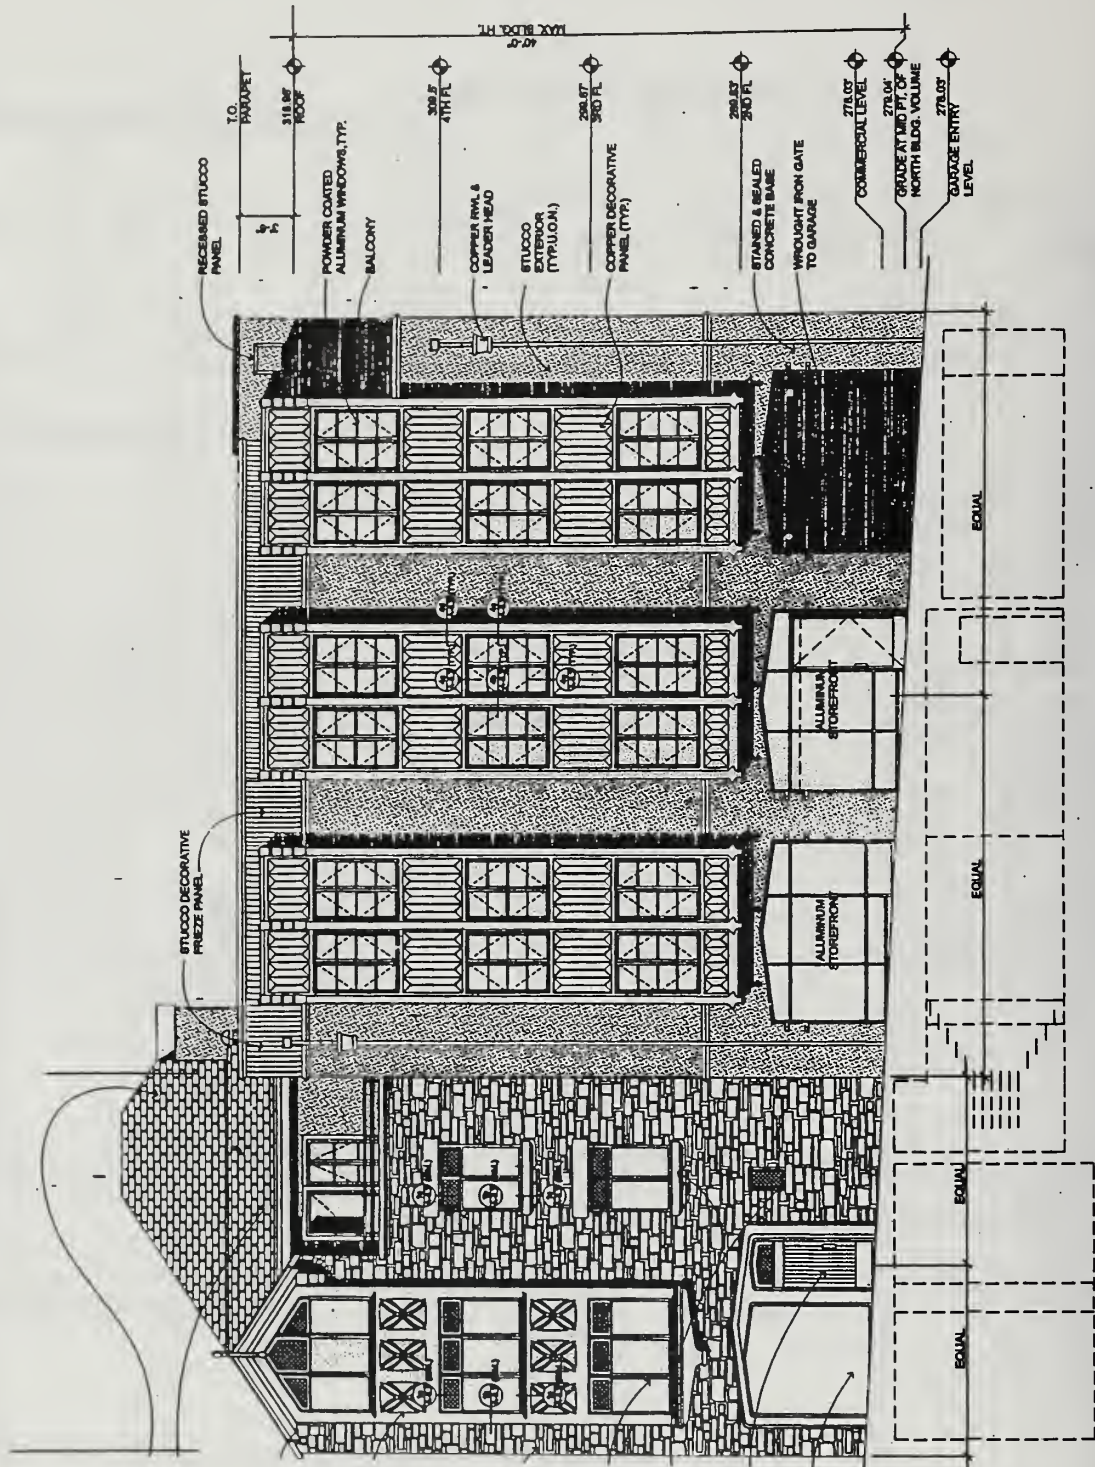 STUCCO DECORATIVE
FRIEZE PANEL
RECESSED STUCCO
PANEL
T.O.
PARAPET
318.96'
ROOF
POWDER COATED
ALUMINUM WINDOWS, TYP.
BALCONY
309.5'
4TH FL
COPPER RWL &
LEADER HEAD
STUCCO
EXTERIOR
(TYP.U.O.N.)
299.67'
3RD FL
COPPER DECORATIVE
PANEL (TYP.)
289.83'
2ND FL
STAINED & SEALED
CONCRETE BASE
WROUGHT IRON GATE
TO GARAGE
278.03'
COMMERCIAL LEVEL
279.04'
GRADE AT MID PT. OF
NORTH BLDG. VOLUME
278.03'
GARAGE ENTRY
LEVEL
40'-0"
MAX. BLDG. HT.
ALUMINUM
STOREFRONT
ALUMINUM
STOREFRONT
EQUAL
EQUAL
EQUAL
EQUAL